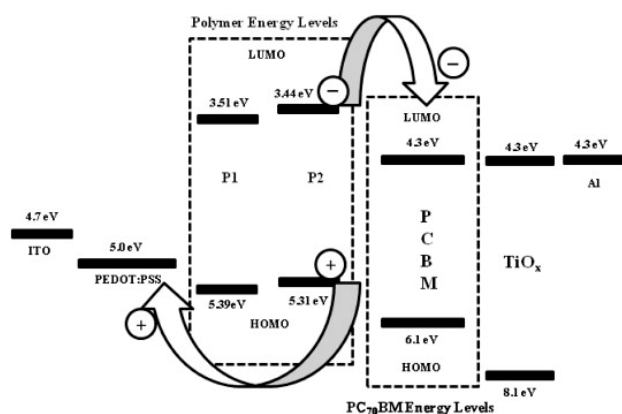 Polymer Energy Levels
LUMO
3.51 eV
3.44 eV
−
−
LUMO
4.3 eV
4.3 eV
4.3 eV
Al
P1
P2
4.7 eV
ITO
5.0 eV
PEDOT:PSS
P
C
B
M
TiOₓ
+
5.39 eV
5.31 eV
HOMO
+
6.1 eV
HOMO
8.1 eV
PC₇₀BM Energy Levels